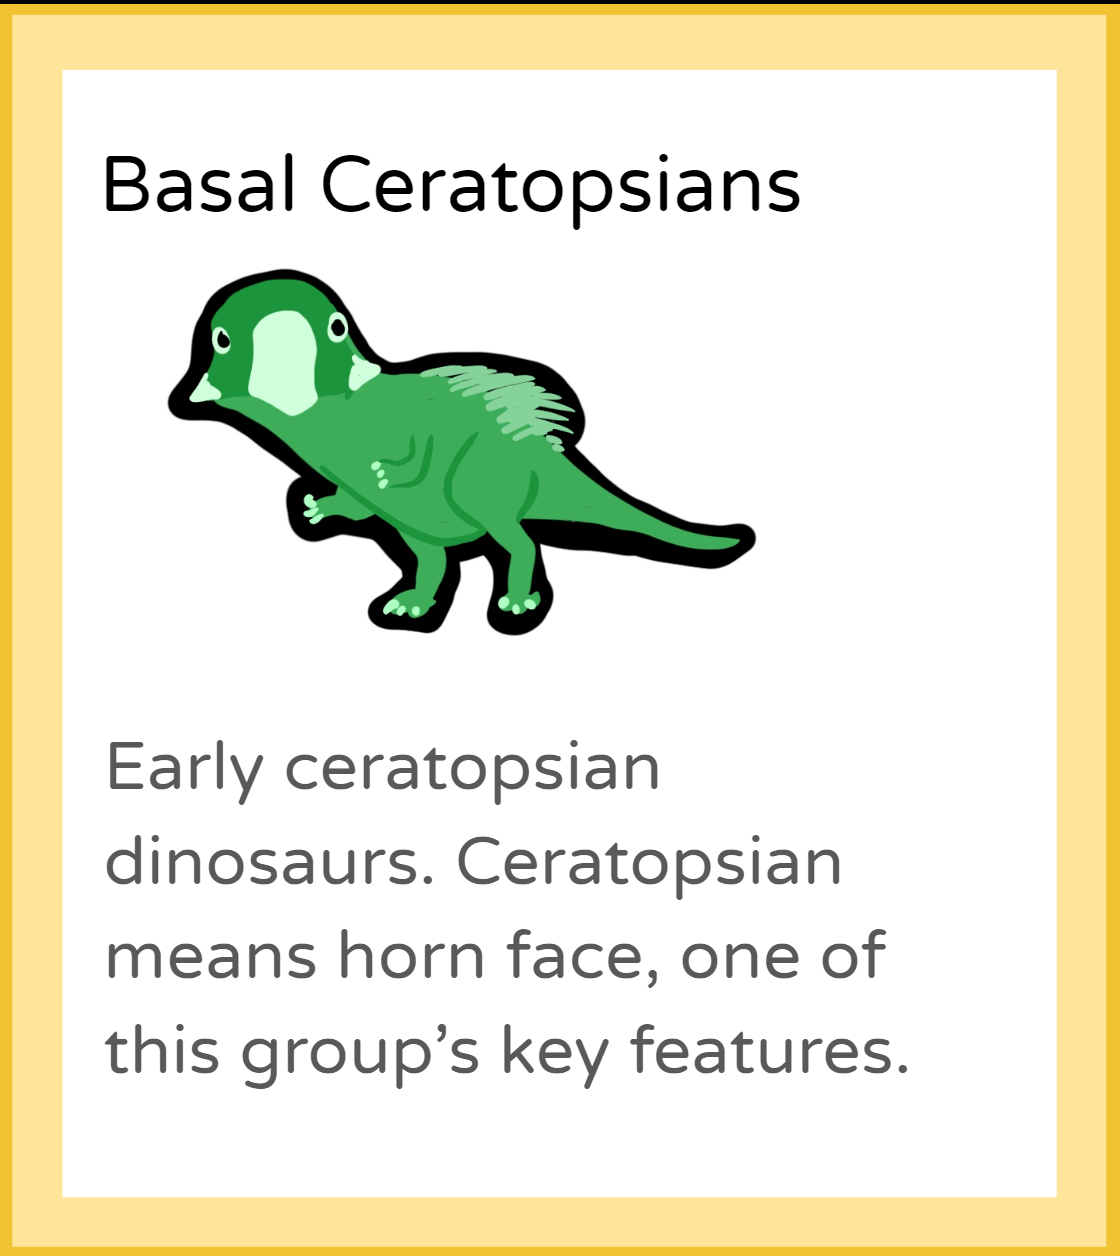 Basal Ceratopsians
Early ceratopsian
dinosaurs. Ceratopsian
means horn face, one of
this group’s key features.